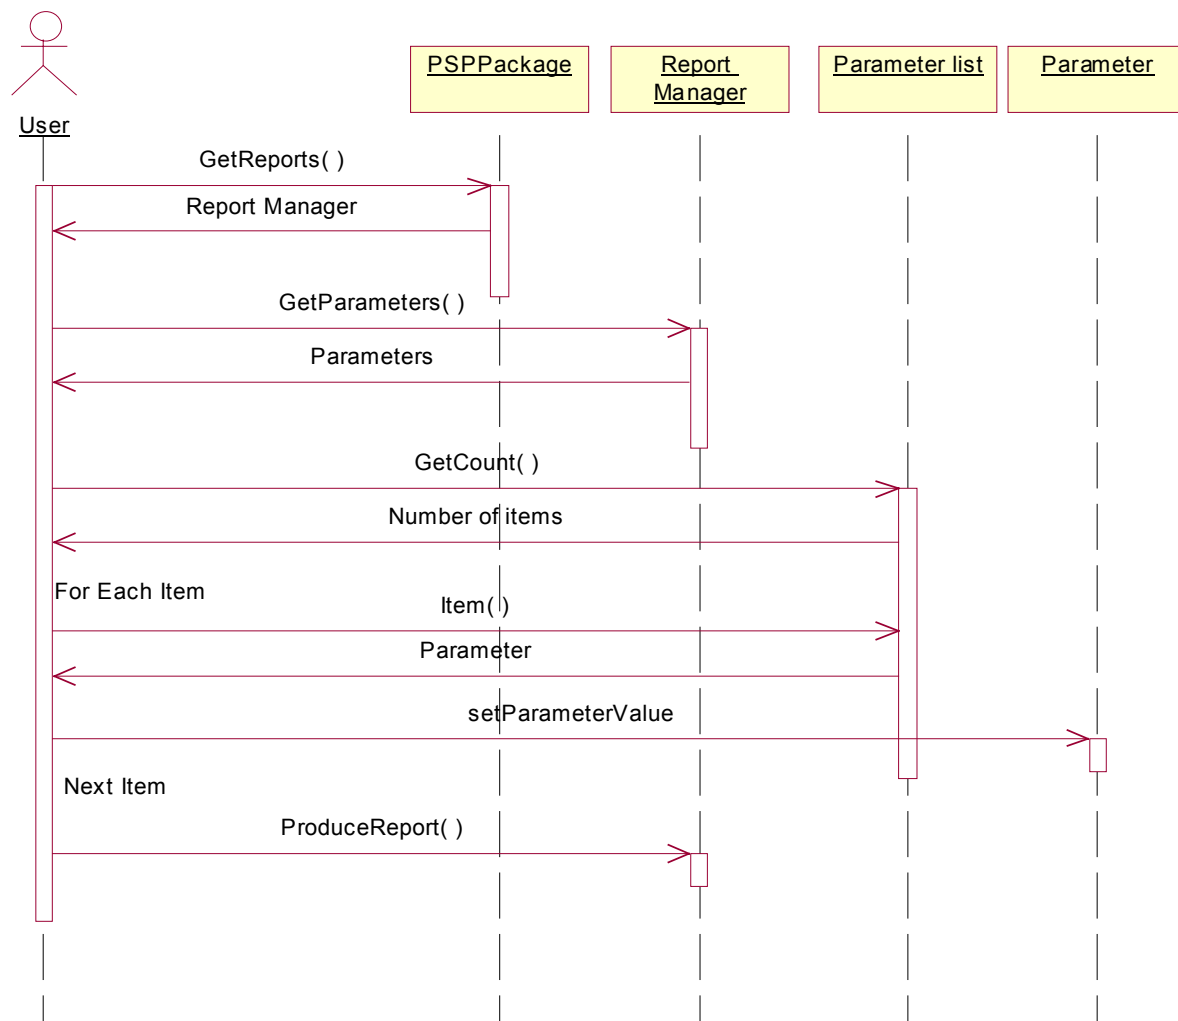 PSPPackage
Report
Manager
Parameter list
Parameter
User
GetReports( )
Report Manager
GetParameters( )
Parameters
GetCount( )
Number of items
For Each Item
Item( )
Parameter
setParameterValue
Next Item
ProduceReport( )